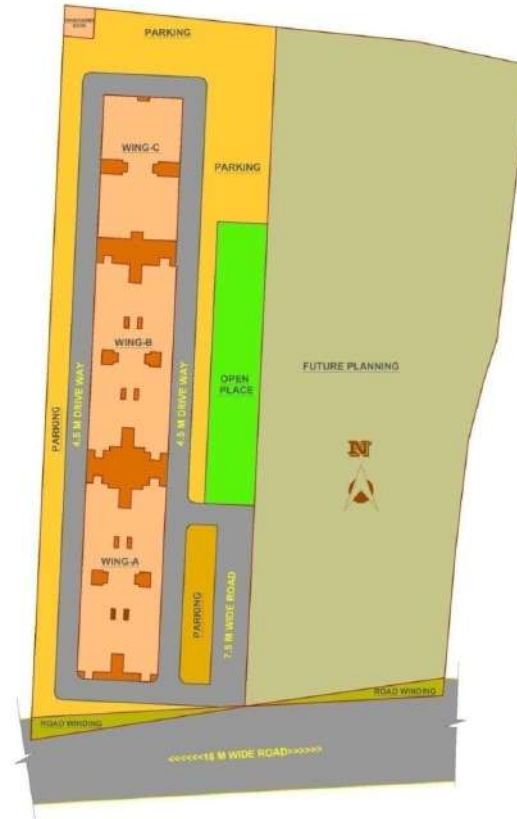 PARKING
WING-C
PARKING
WING-B
4.5 M DRIVE WAY
4.5 M DRIVE WAY
OPEN
PLACE
FUTURE PLANNING
PARKING
N
WING-A
PARKING
7.5 M WIDE ROAD
ROAD WINDING
ROAD WINDING
<<<<<<18 M WIDE ROAD>>>>>>